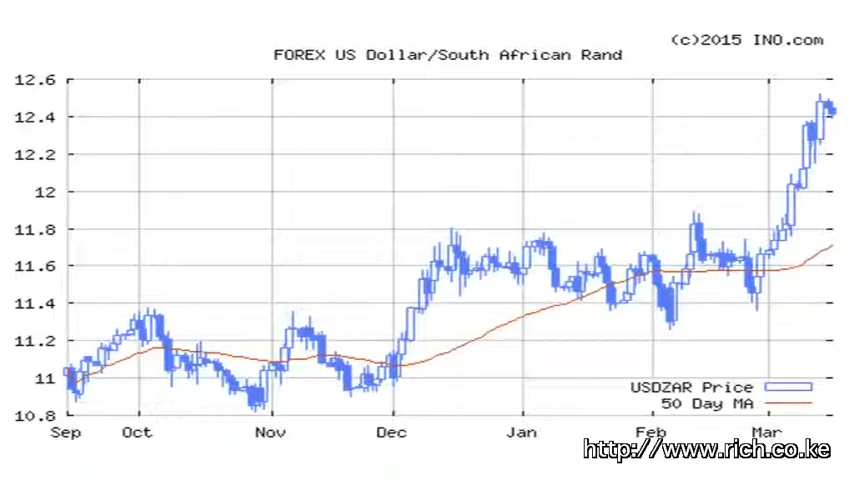 (c)2015 INO.com
FOREX US Dollar/South African Rand
12.6
12.4
12.2
12
11.8
11.6
11.4
11.2
11
10.8
USDZAR Price
50 Day MA
Sep Oct Nov Dec Jan Feb Mar
http://www.rich.co.ke